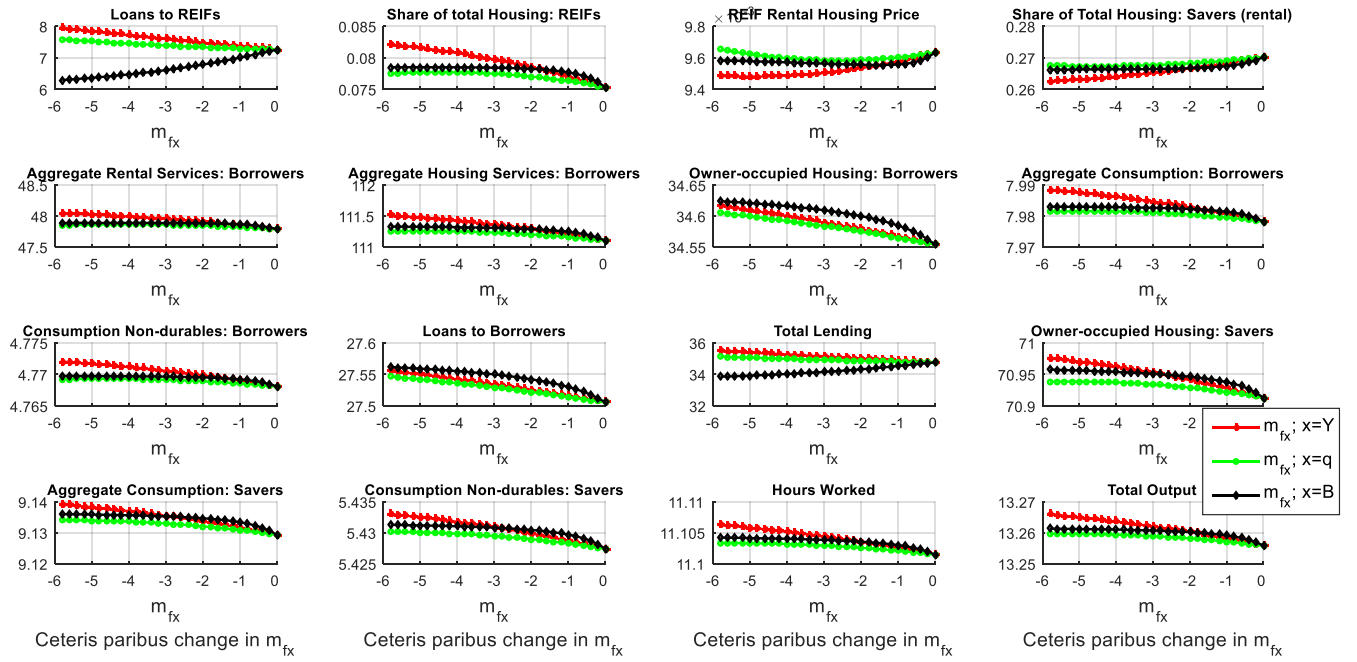 Loans to REIFs
8
7
6
-6 -5 -4 -3 -2 -1 0
m_fx
Share of total Housing: REIFs
0.085
0.08
0.075
-6 -5 -4 -3 -2 -1 0
m_fx
REIF Rental Housing Price
9.8
9.6
9.4
-6 -5 -4 -3 -2 -1 0
m_fx
Share of Total Housing: Savers (rental)
0.28
0.27
0.26
-6 -5 -4 -3 -2 -1 0
m_fx
Aggregate Rental Services: Borrowers
48.5
48
47.5
-6 -5 -4 -3 -2 -1 0
m_fx
Aggregate Housing Services: Borrowers
112
111.5
111
-6 -5 -4 -3 -2 -1 0
m_fx
Owner-occupied Housing: Borrowers
34.65
34.6
34.55
-6 -5 -4 -3 -2 -1 0
m_fx
Aggregate Consumption: Borrowers
7.99
7.98
7.97
-6 -5 -4 -3 -2 -1 0
m_fx
Consumption Non-durables: Borrowers
4.775
4.77
4.765
-6 -5 -4 -3 -2 -1 0
m_fx
Loans to Borrowers
27.6
27.55
27.5
-6 -5 -4 -3 -2 -1 0
m_fx
Total Lending
36
34
32
-6 -5 -4 -3 -2 -1 0
m_fx
Owner-occupied Housing: Savers
71
70.95
70.9
-6 -5 -4 -3 -2
m_fx
m_fx; x=Y
m_fx; x=q
m_fx; x=B
Aggregate Consumption: Savers
9.14
9.13
9.12
-6 -5 -4 -3 -2 -1 0
m_fx
Ceteris paribus change in m_fx
Consumption Non-durables: Savers
5.435
5.43
5.425
-6 -5 -4 -3 -2 -1 0
m_fx
Ceteris paribus change in m_fx
Hours Worked
11.11
11.105
11.1
-6 -5 -4 -3 -2 -1 0
m_fx
Ceteris paribus change in m_fx
Total Output
13.27
13.26
13.25
-6 -5 -4 -3 -2 -1 0
m_fx
Ceteris paribus change in m_fx